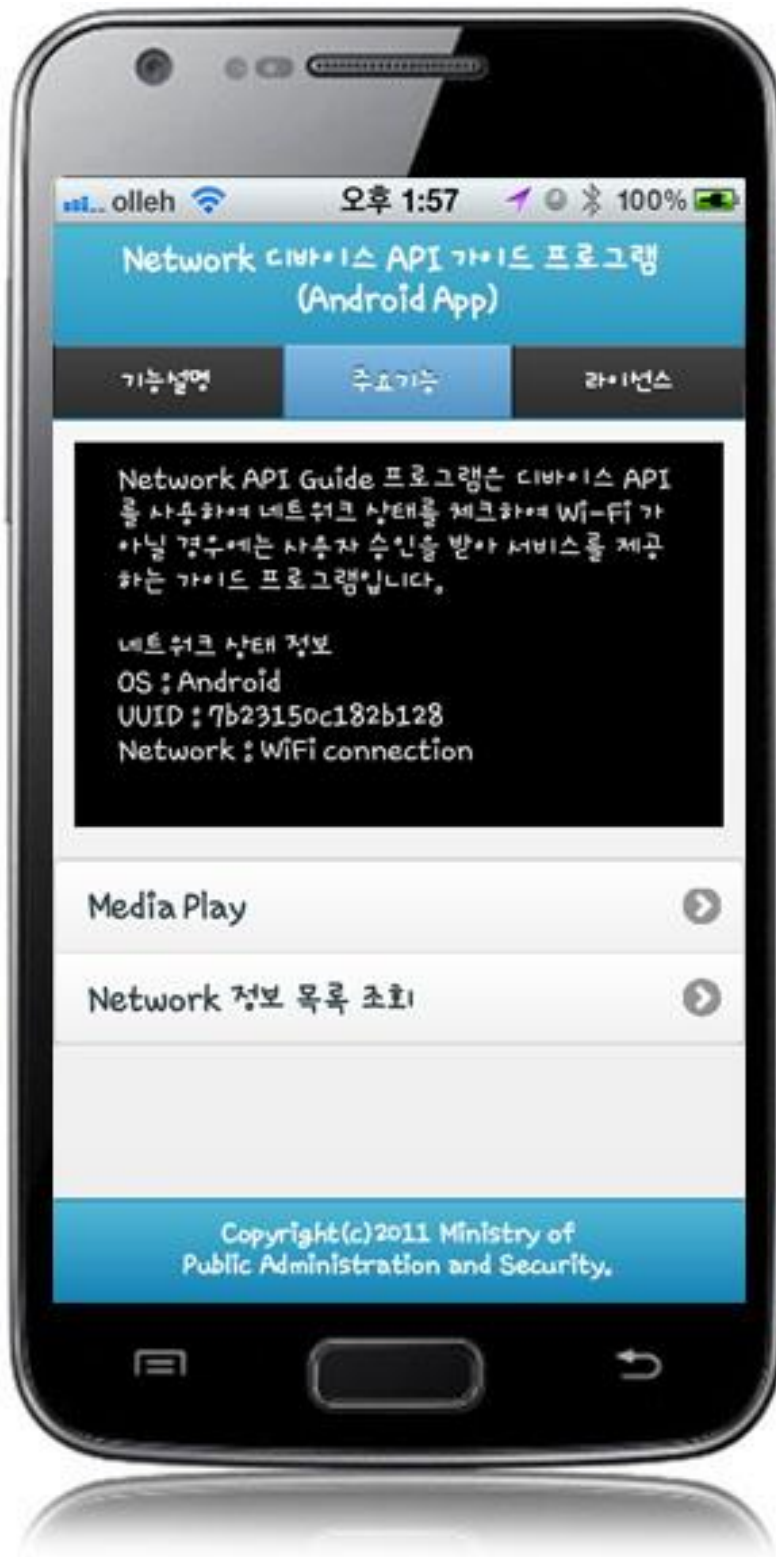 olleh 오후 1:57 100%
Network 디바이스 API 가이드 프로그램
(Android App)
기능설명 주요기능 라이선스
Network API Guide 프로그램은 디바이스 API
를 사용하여 네트워크 상태를 체크하여 Wi-Fi 가
아닐 경우에는 사용자 승인을 받아 서비스를 제공
하는 가이드 프로그램입니다.
네트워크 상태 정보
OS : Android
UUID : 7b23150c182b128
Network : WiFi connection
Media Play
Network 정보 목록 조회
Copyright(c)2011 Ministry of
Public Administration and Security.